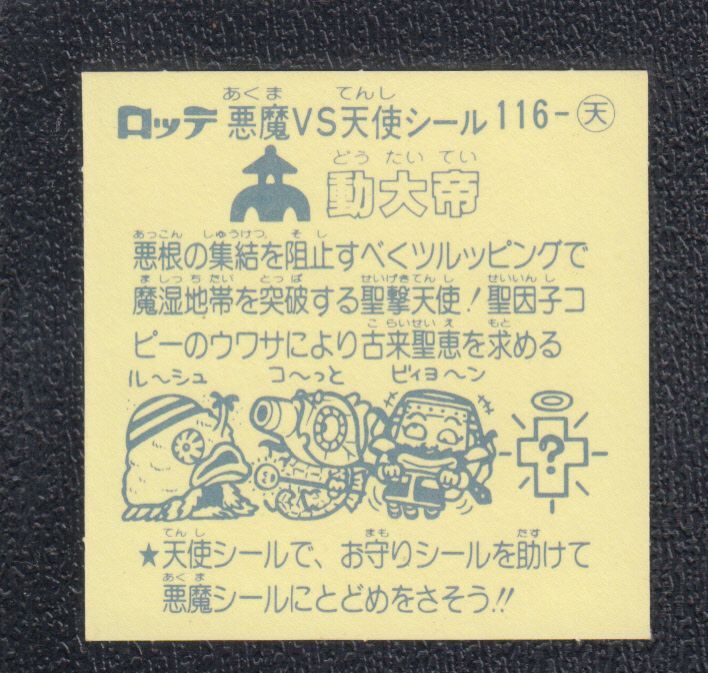 あくま てんし
ロッテ 悪魔VS天使シール 116-天
どうたいてい
動大帝
あっこん しゅうけつ そし
悪根の集結を阻止すべくツルッピングで
ましっちたい とっぱ せいげきてんし せいいんし
魔湿地帯を突破する聖撃天使!聖因子コ
こらいせいえ もと
ピーのウワサにより古来聖恵を求める
ル〜シュ コ〜っと ビィヨ〜ン
?
てんし まも たす
★天使シールで、お守りシールを助けて
あくま
悪魔シールにとどめをさそう!!